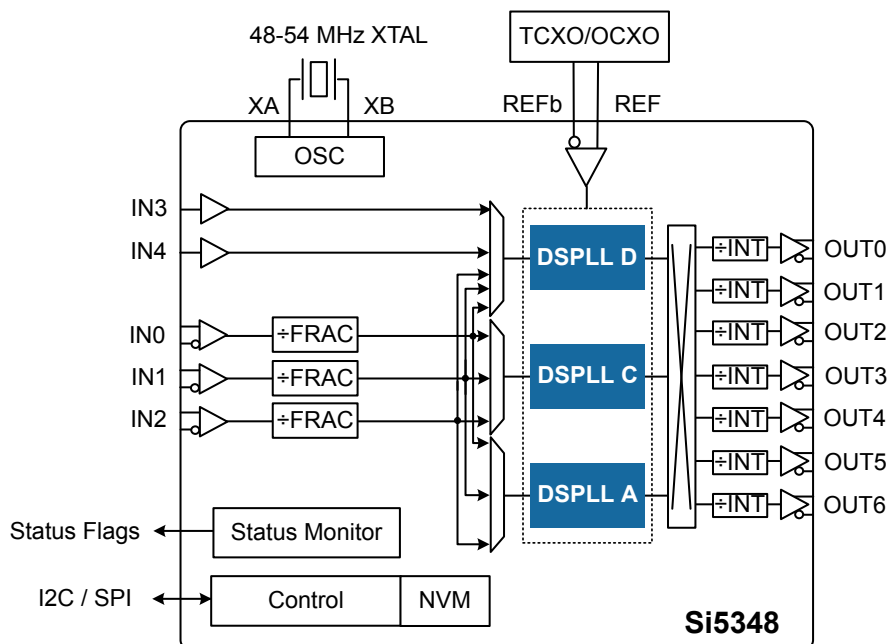 48-54 MHz XTAL
TCXO/OCXO
XA
XB
REFb
REF
OSC
IN3
IN4
IN0
÷FRAC
IN1
÷FRAC
IN2
÷FRAC
DSPLL D
DSPLL C
DSPLL A
÷INT
OUT0
÷INT
OUT1
÷INT
OUT2
÷INT
OUT3
÷INT
OUT4
÷INT
OUT5
÷INT
OUT6
Status Flags
Status Monitor
I2C / SPI
Control
NVM
Si5348